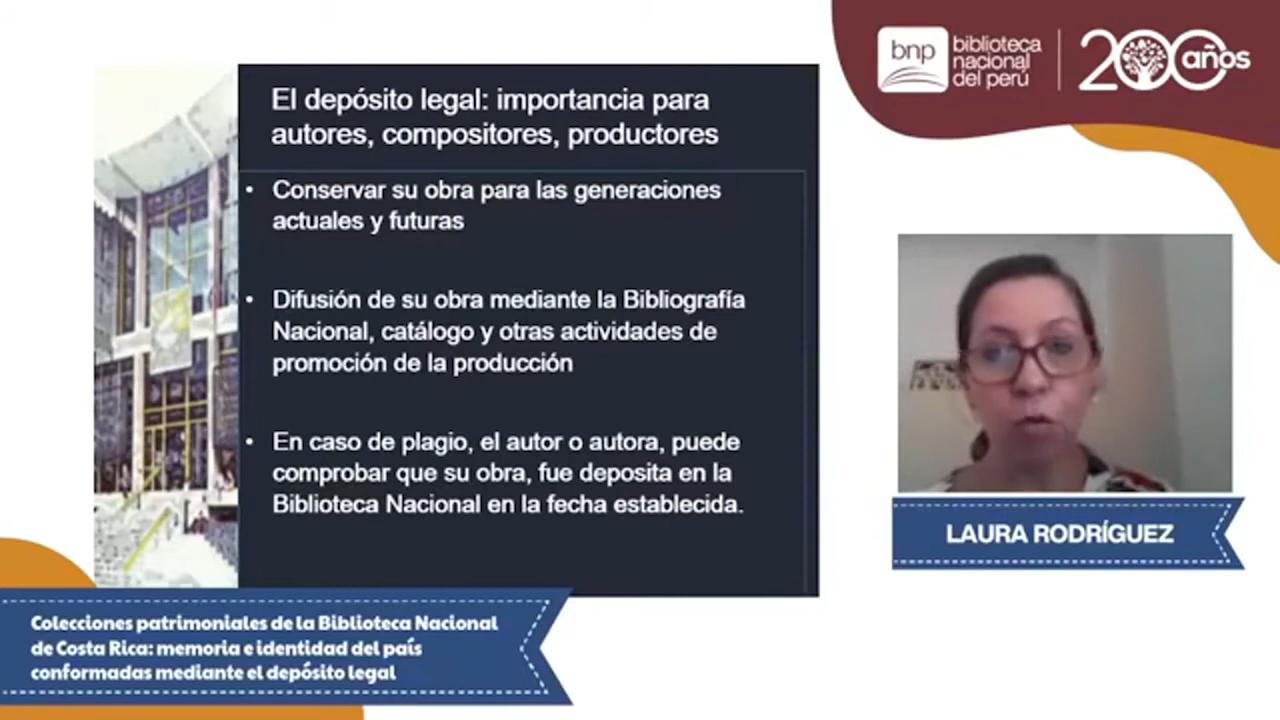 bnp
biblioteca
nacional
del perú
200 años
El depósito legal: importancia para
autores, compositores, productores
• Conservar su obra para las generaciones
actuales y futuras
• Difusión de su obra mediante la Bibliografía
Nacional, catálogo y otras actividades de
promoción de la producción
• En caso de plagio, el autor o autora, puede
comprobar que su obra, fue deposita en la
Biblioteca Nacional en la fecha establecida.
LAURA RODRÍGUEZ
Colecciones patrimoniales de la Biblioteca Nacional
de Costa Rica: memoria e identidad del país
conformadas mediante el depósito legal